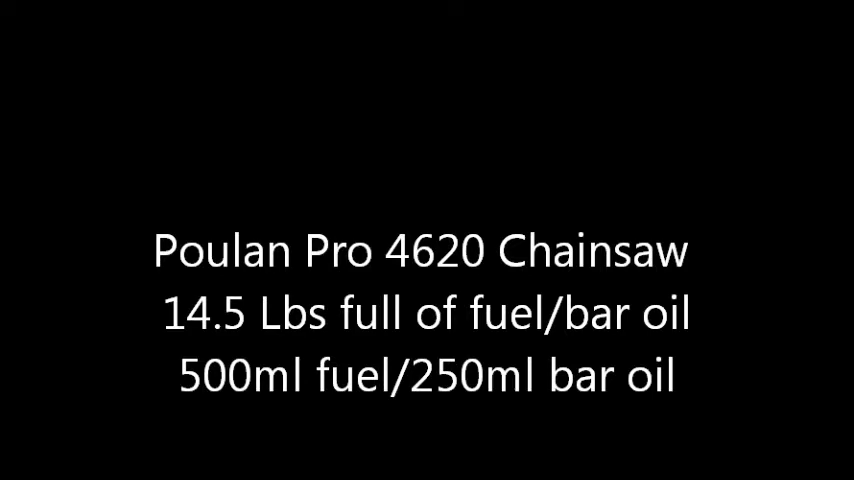 Poulan Pro 4620 Chainsaw
14.5 Lbs full of fuel/bar oil
500ml fuel/250ml bar oil